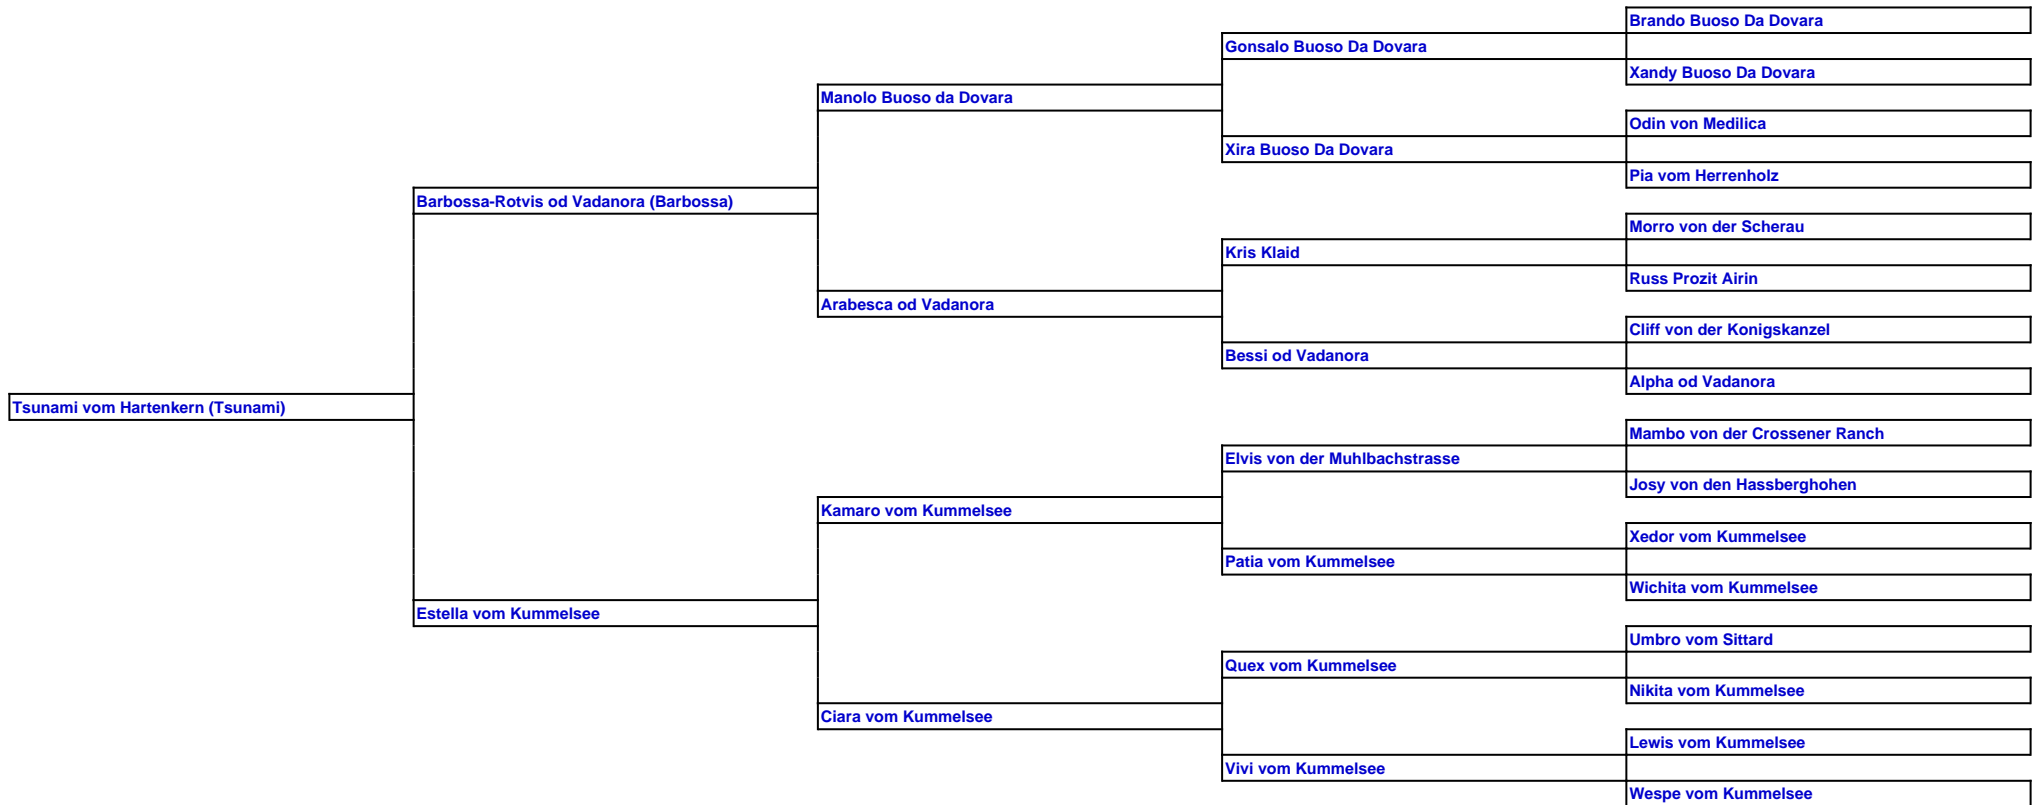 Brando Buoso Da Dovara
Gonsalo Buoso Da Dovara
Xandy Buoso Da Dovara
Manolo Buoso da Dovara
Odin von Medilica
Xira Buoso Da Dovara
Pia vom Herrenholz
Barbossa-Rotvis od Vadanora (Barbossa)
Morro von der Scherau
Kris Klaid
Russ Prozit Airin
Arabesca od Vadanora
Cliff von der Konigskanzel
Bessi od Vadanora
Alpha od Vadanora
Tsunami vom Hartenkern (Tsunami)
Mambo von der Crossener Ranch
Elvis von der Muhlbachstrasse
Josy von den Hassberghohen
Kamaro vom Kummelsee
Xedor vom Kummelsee
Patia vom Kummelsee
Wichita vom Kummelsee
Estella vom Kummelsee
Umbro vom Sittard
Quex vom Kummelsee
Nikita vom Kummelsee
Ciara vom Kummelsee
Lewis vom Kummelsee
Vivi vom Kummelsee
Wespe vom Kummelsee